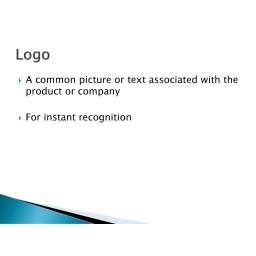 Logo
A common picture or text associated with the
product or company
For instant recognition